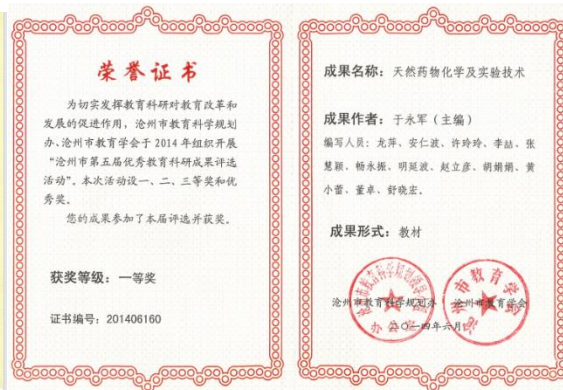 荣誉证书
为切实发挥教育科研对教育改革和
发展的促进作用，沧州市教育科学规划
办、沧州市教育学会于 2014 年组织开展
“沧州市第五届优秀教育科研成果评选
活动”。本次活动设一、二、三等奖和优
秀奖。
您的成果参加了本届评选并获奖。
获奖等级：一等奖
证书编号：201406160
成果名称：天然药物化学及实验技术
成果作者：于永军（主编）
编写人员：龙萍、安仁波、许玲玲、李喆、张
慧颖、畅永振、明延波、赵立彦、胡娟娟、黄
小蕾、董卓、舒晓宏。
成果形式：教材
沧州市教育科学规划办 沧州市教育学会
二〇一四年六月
沧州市教育学会